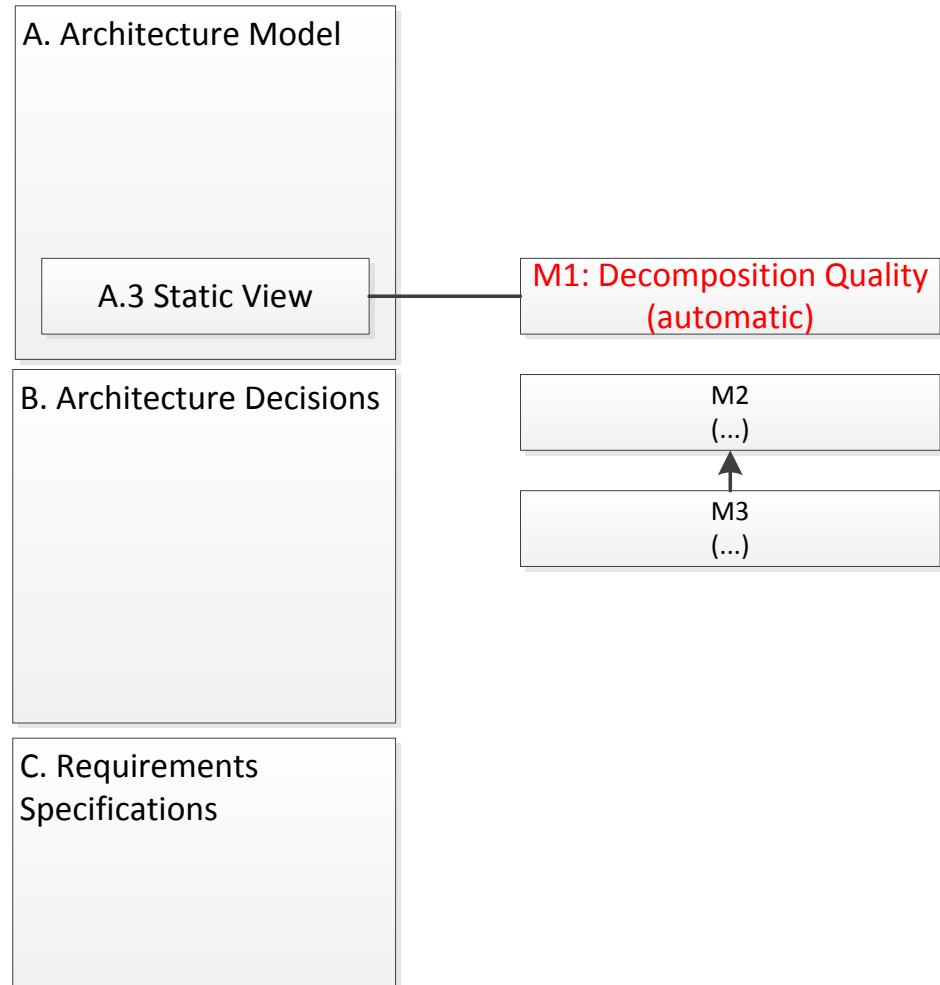 A. Architecture Model
A.3 Static View
M1: Decomposition Quality
(automatic)
B. Architecture Decisions
M2
(...)
M3
(...)
C. Requirements
Specifications